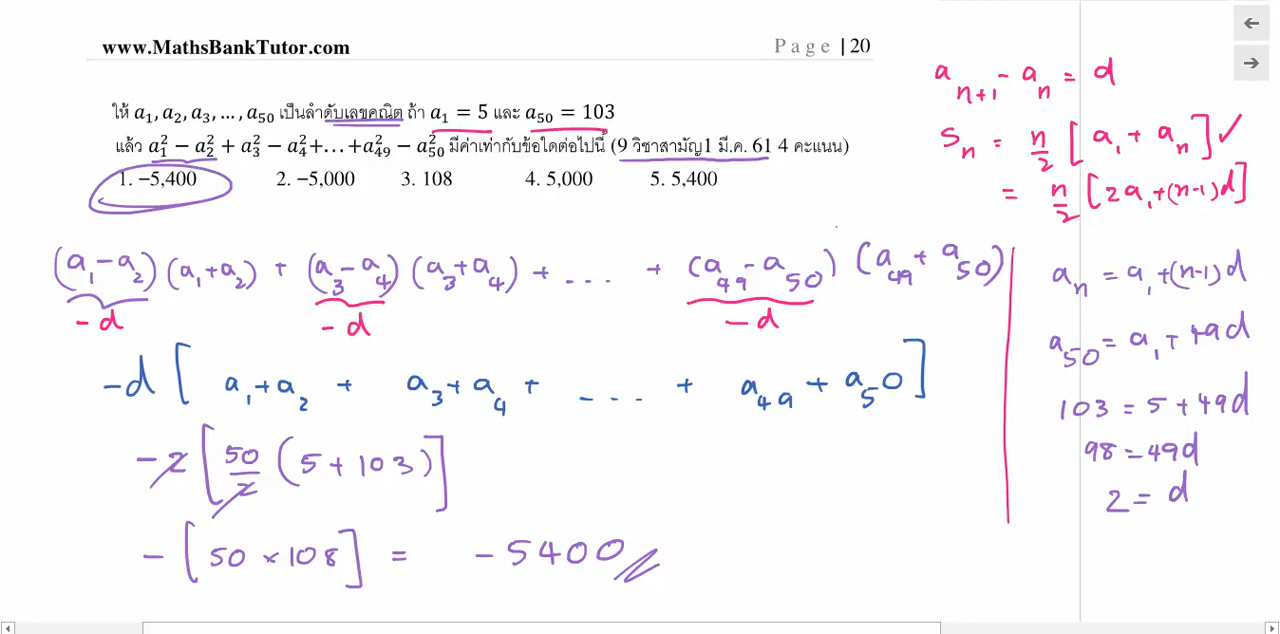 www.MathsBankTutor.com
Page | 20
ให้ a₁, a₂, a₃, ... , a₅₀ เป็นลำดับเลขคณิต ถ้า a₁ = 5 และ a₅₀ = 103
แล้ว a₁² − a₂² + a₃² − a₄²+. . . +a₄₉² − a₅₀² มีค่าเท่ากับข้อใดต่อไปนี้ (9 วิชาสามัญ1 มี.ค. 61 4 คะแนน)
1. −5,400 2. −5,000 3. 108 4. 5,000 5. 5,400
(a₁ − a₂)(a₁+a₂) + (a₃ − a₄)(a₃+a₄) + ... + (a₄₉ − a₅₀)(a₄₉ + a₅₀)
−d −d −d
−d [ a₁+a₂ + a₃+a₄ + ... + a₄₉ + a₅₀ ]
−2 [ 50/2 (5 + 103) ]
− [ 50 × 108 ] = − 5400
aₙ₊₁ − aₙ = d
Sₙ = n/2 [ a₁ + aₙ ] ✓
= n/2 [ 2a₁+(n−1)d ]
aₙ = a₁ +(n−1)d
a₅₀ = a₁ + 49d
103 = 5 + 49d
98 = 49d
2 = d